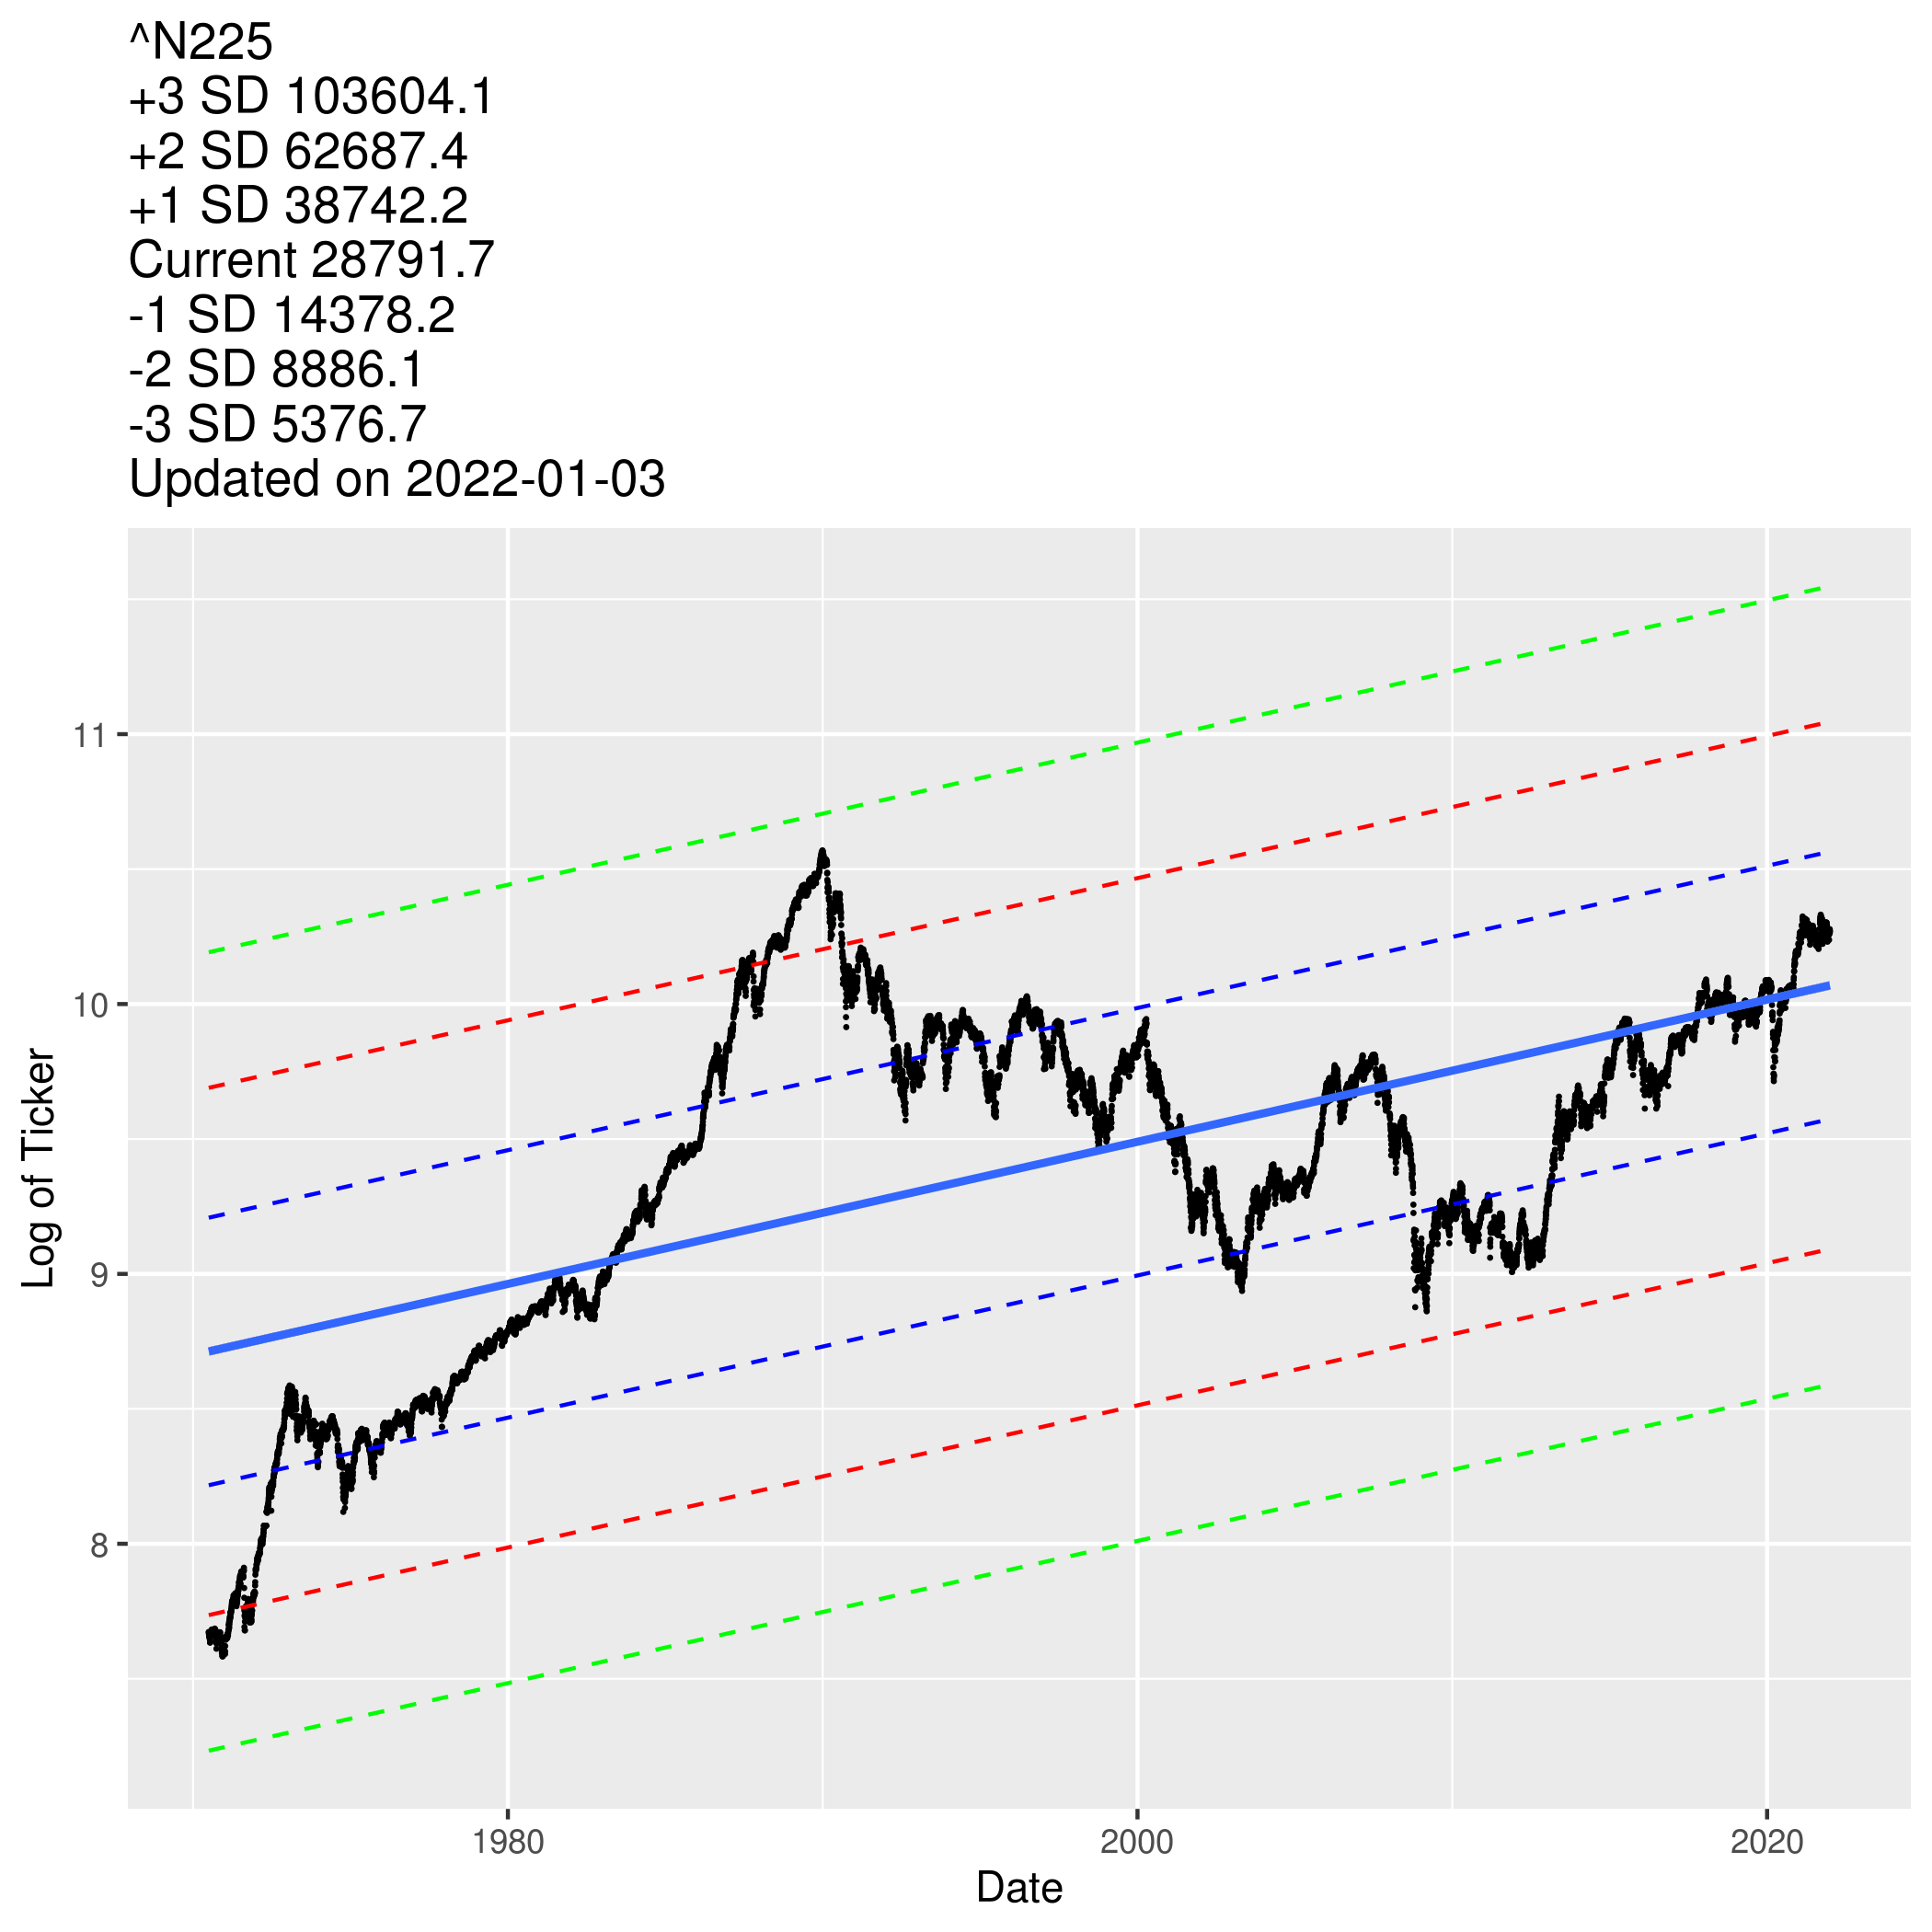 ^N225
+3 SD 103604.1
+2 SD 62687.4
+1 SD 38742.2
Current 28791.7
-1 SD 14378.2
-2 SD 8886.1
-3 SD 5376.7
Updated on 2022-01-03
Log of Ticker
11
10
9
8
1980
2000
2020
Date